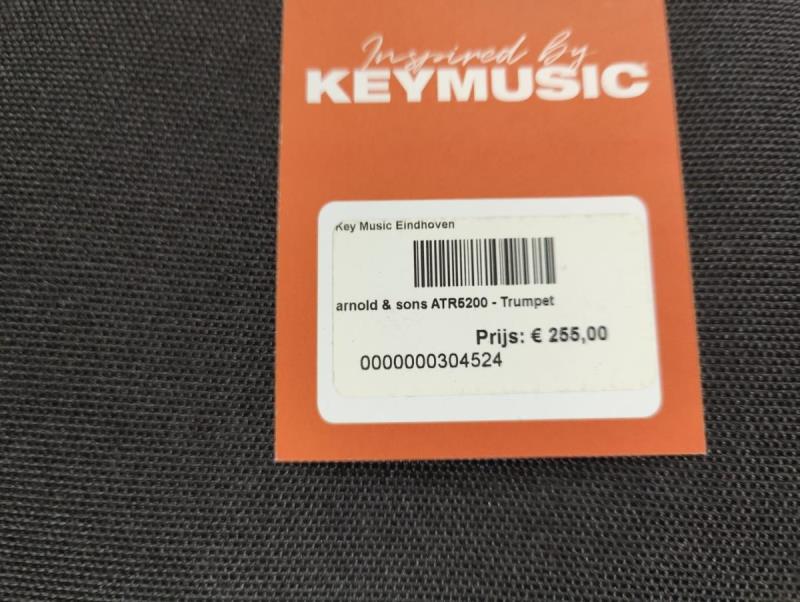 Inspired by
KEYMUSIC
Key Music Eindhoven
arnold & sons ATR5200 - Trumpet
Prijs: € 255,00
0000000304524